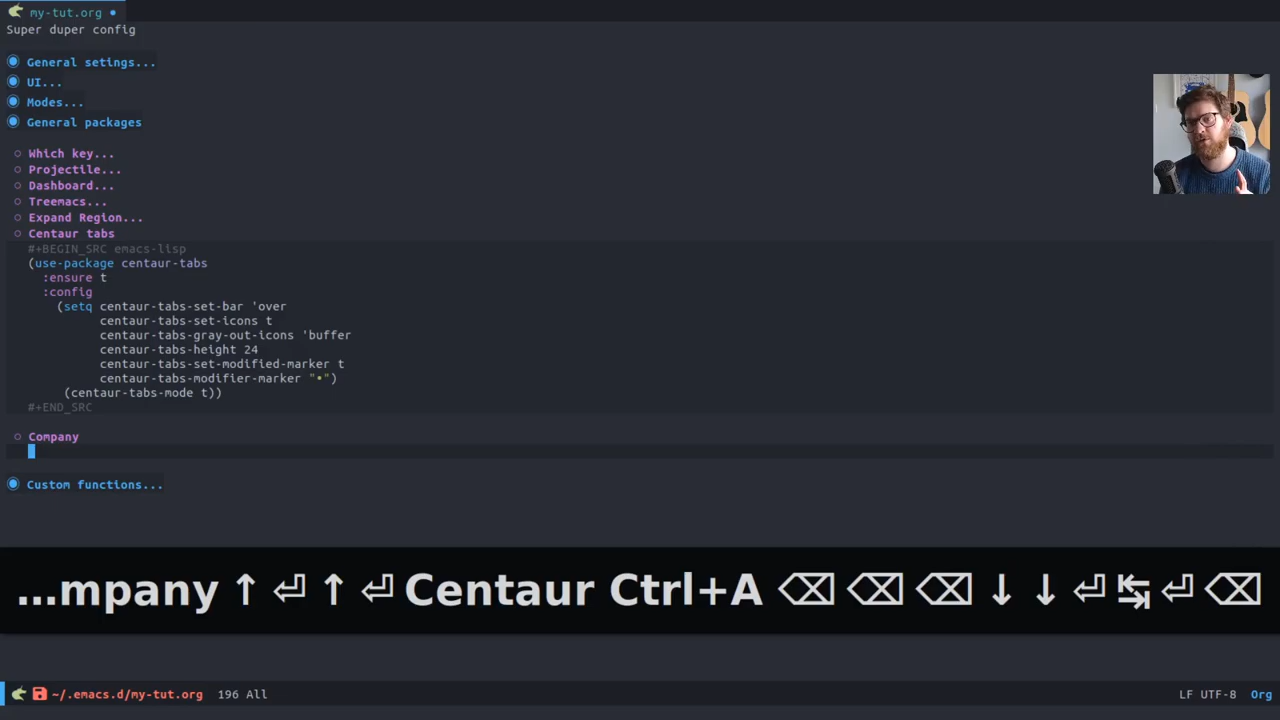 my-tut.org •
Super duper config
General setings...
UI...
Modes...
General packages
Which key...
Projectile...
Dashboard...
Treemacs...
Expand Region...
Centaur tabs
#+BEGIN_SRC emacs-lisp
(use-package centaur-tabs
:ensure t
:config
(setq centaur-tabs-set-bar 'over
centaur-tabs-set-icons t
centaur-tabs-gray-out-icons 'buffer
centaur-tabs-height 24
centaur-tabs-set-modified-marker t
centaur-tabs-modifier-marker "•")
(centaur-tabs-mode t))
#+END_SRC
Company
Custom functions...
...mpany ↑ ⏎ ↑ ⏎ Centaur Ctrl+A ⌫ ⌫ ⌫ ↓ ↓ ⏎ ↹ ⏎ ⌫
~/.emacs.d/my-tut.org 196 All LF UTF-8 Org